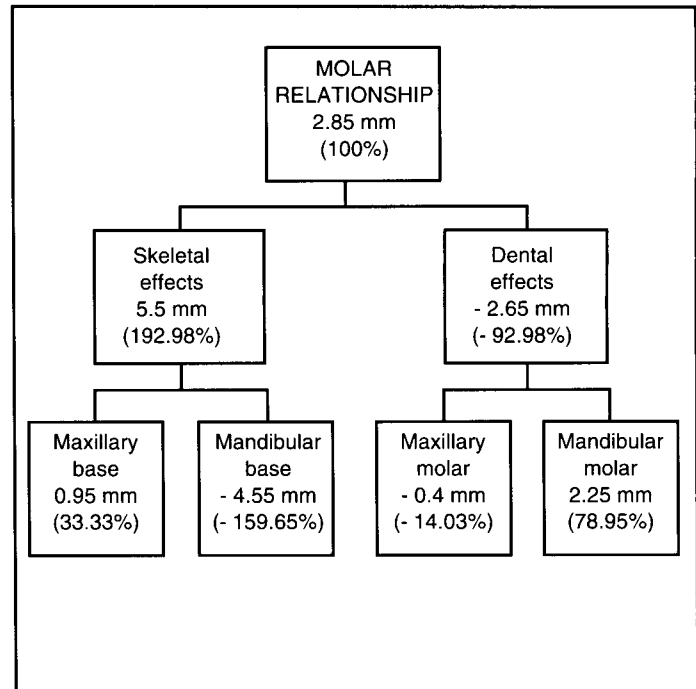 MOLAR
RELATIONSHIP
2.85 mm
(100%)
Skeletal
effects
5.5 mm
(192.98%)
Dental
effects
- 2.65 mm
(- 92.98%)
Maxillary
base
0.95 mm
(33.33%)
Mandibular
base
- 4.55 mm
(- 159.65%)
Maxillary
molar
- 0.4 mm
(- 14.03%)
Mandibular
molar
2.25 mm
(78.95%)